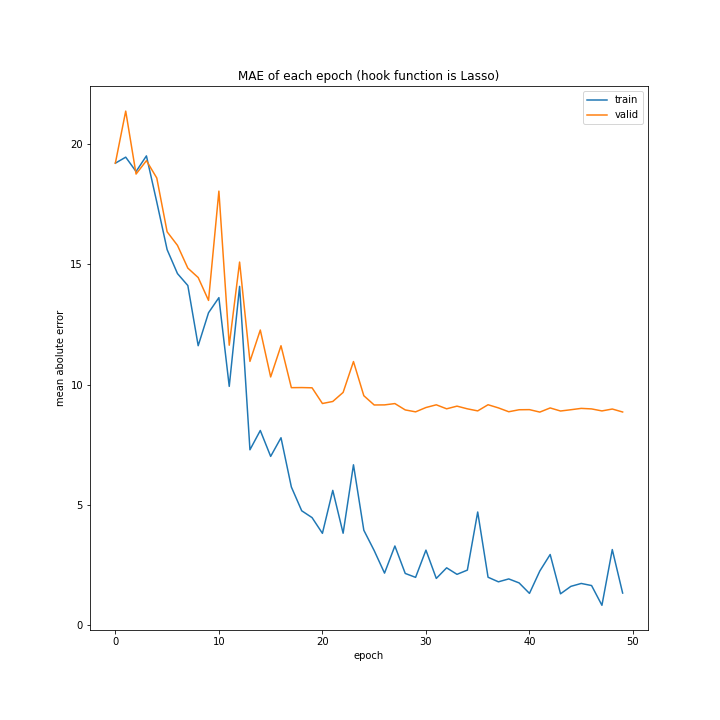 MAE of each epoch (hook function is Lasso)
train
valid
mean abolute error
20
15
10
5
0
0 10 20 30 40 50
epoch